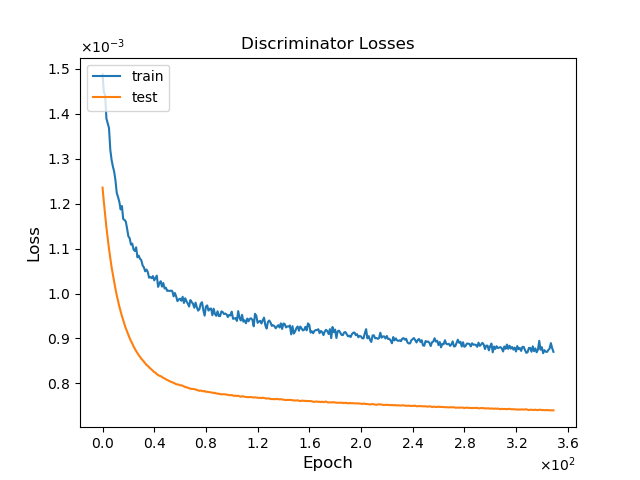 Discriminator Losses
×10⁻³
1.5
1.4
1.3
1.2
1.1
1.0
0.9
0.8
Loss
train
test
0.0 0.4 0.8 1.2 1.6 2.0 2.4 2.8 3.2 3.6
Epoch
×10²